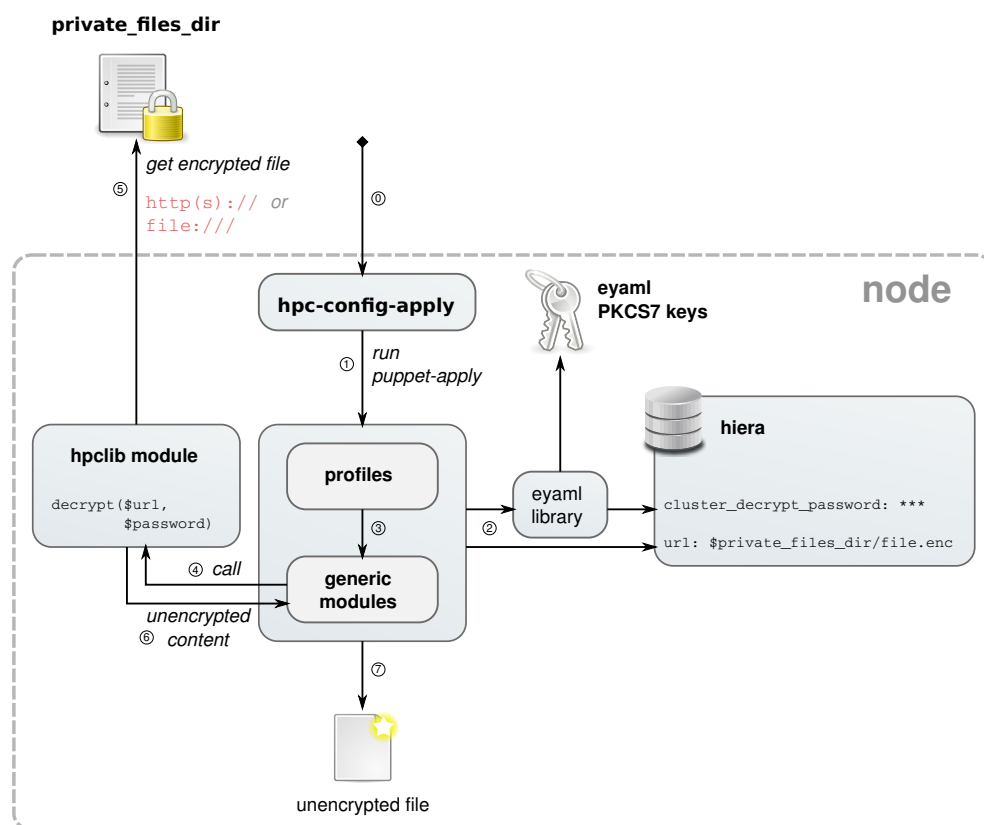 private_files_dir
get encrypted file
⑤
http(s):// or
file:///
⓪
node
hpc-config-apply
eyaml
PKCS7 keys
① run
puppet-apply
hiera
hpclib module
decrypt($url,
$password)
profiles
③
generic
modules
②
eyaml
library
cluster_decrypt_password: ***
url: $private_files_dir/file.enc
④ call
unencrypted
⑥ content
⑦
unencrypted file